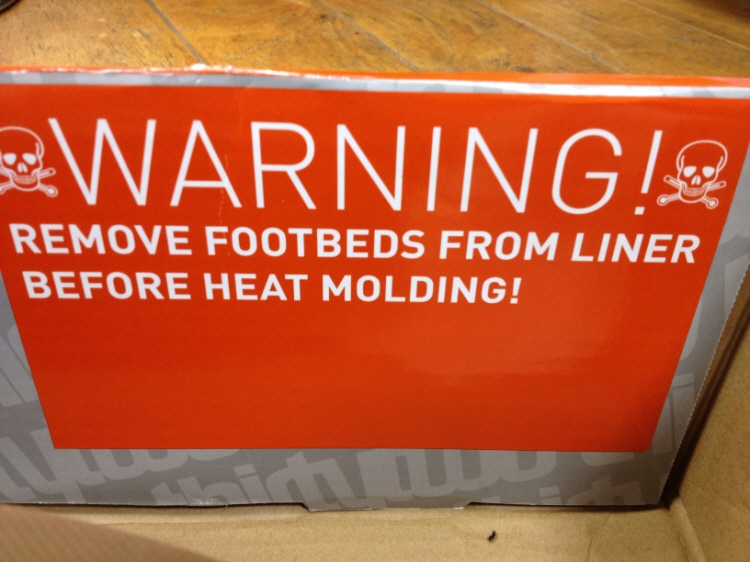 WARNING!
REMOVE FOOTBEDS FROM LINER
BEFORE HEAT MOLDING!